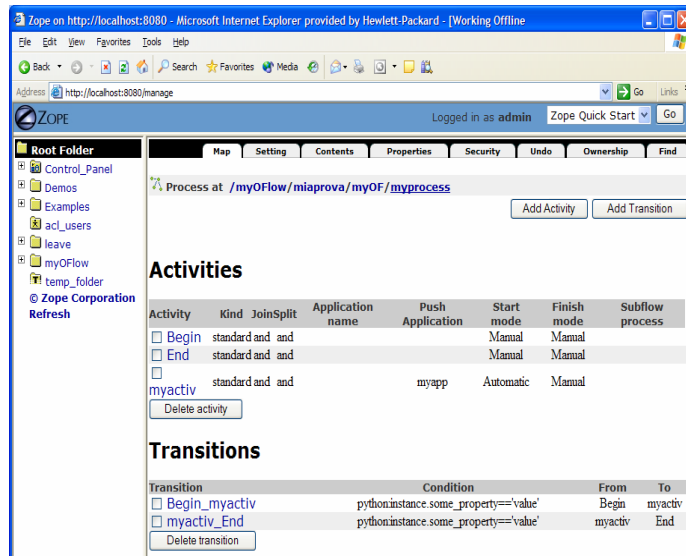 Zope on http://localhost:8080 - Microsoft Internet Explorer provided by Hewlett-Packard - [Working Offline
File Edit View Favorites Tools Help
Back Search Favorites Media
Address http://localhost:8080/manage Go Links
ZOPE Logged in as admin Zope Quick Start Go
Root Folder
Control_Panel
Demos
Examples
acl_users
leave
myOFlow
temp_folder
© Zope Corporation
Refresh
Map Setting Contents Properties Security Undo Ownership Find
Process at /myOFlow/miaprova/myOF/myprocess
Add Activity Add Transition
Activities
Activity Kind JoinSplit Application name Push Application Start mode Finish mode Subflow process
Begin standard and and Manual Manual
End standard and and Manual Manual
myactiv standard and and myapp Automatic Manual
Delete activity
Transitions
Transition Condition From To
Begin_myactiv python:instance.some_property=='value' Begin myactiv
myactiv_End python:instance.some_property=='value' myactiv End
Delete transition